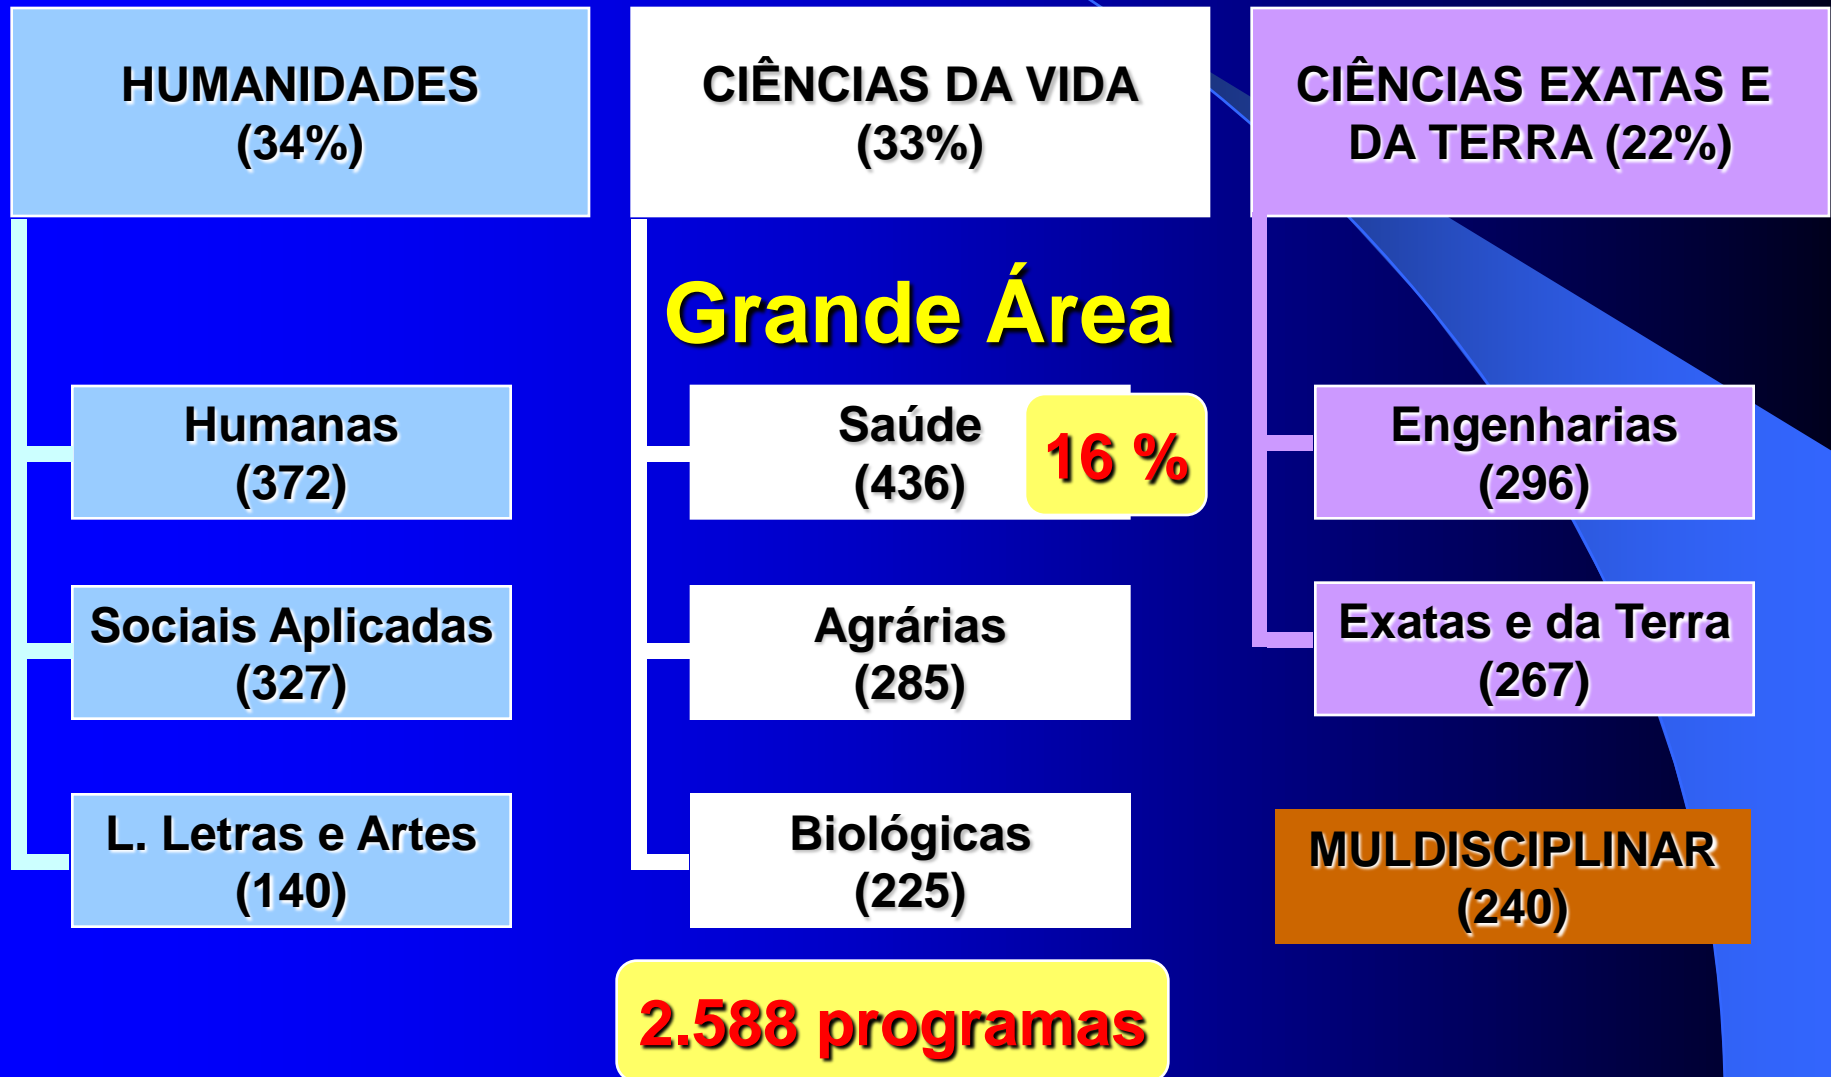 HUMANIDADES
(34%)
CIÊNCIAS DA VIDA
(33%)
CIÊNCIAS EXATAS E
DA TERRA (22%)
Grande Área
Humanas
(372)
Saúde
(436)
16 %
Engenharias
(296)
Sociais Aplicadas
(327)
Agrárias
(285)
Exatas e da Terra
(267)
L. Letras e Artes
(140)
Biológicas
(225)
MULDISCIPLINAR
(240)
2.588 programas